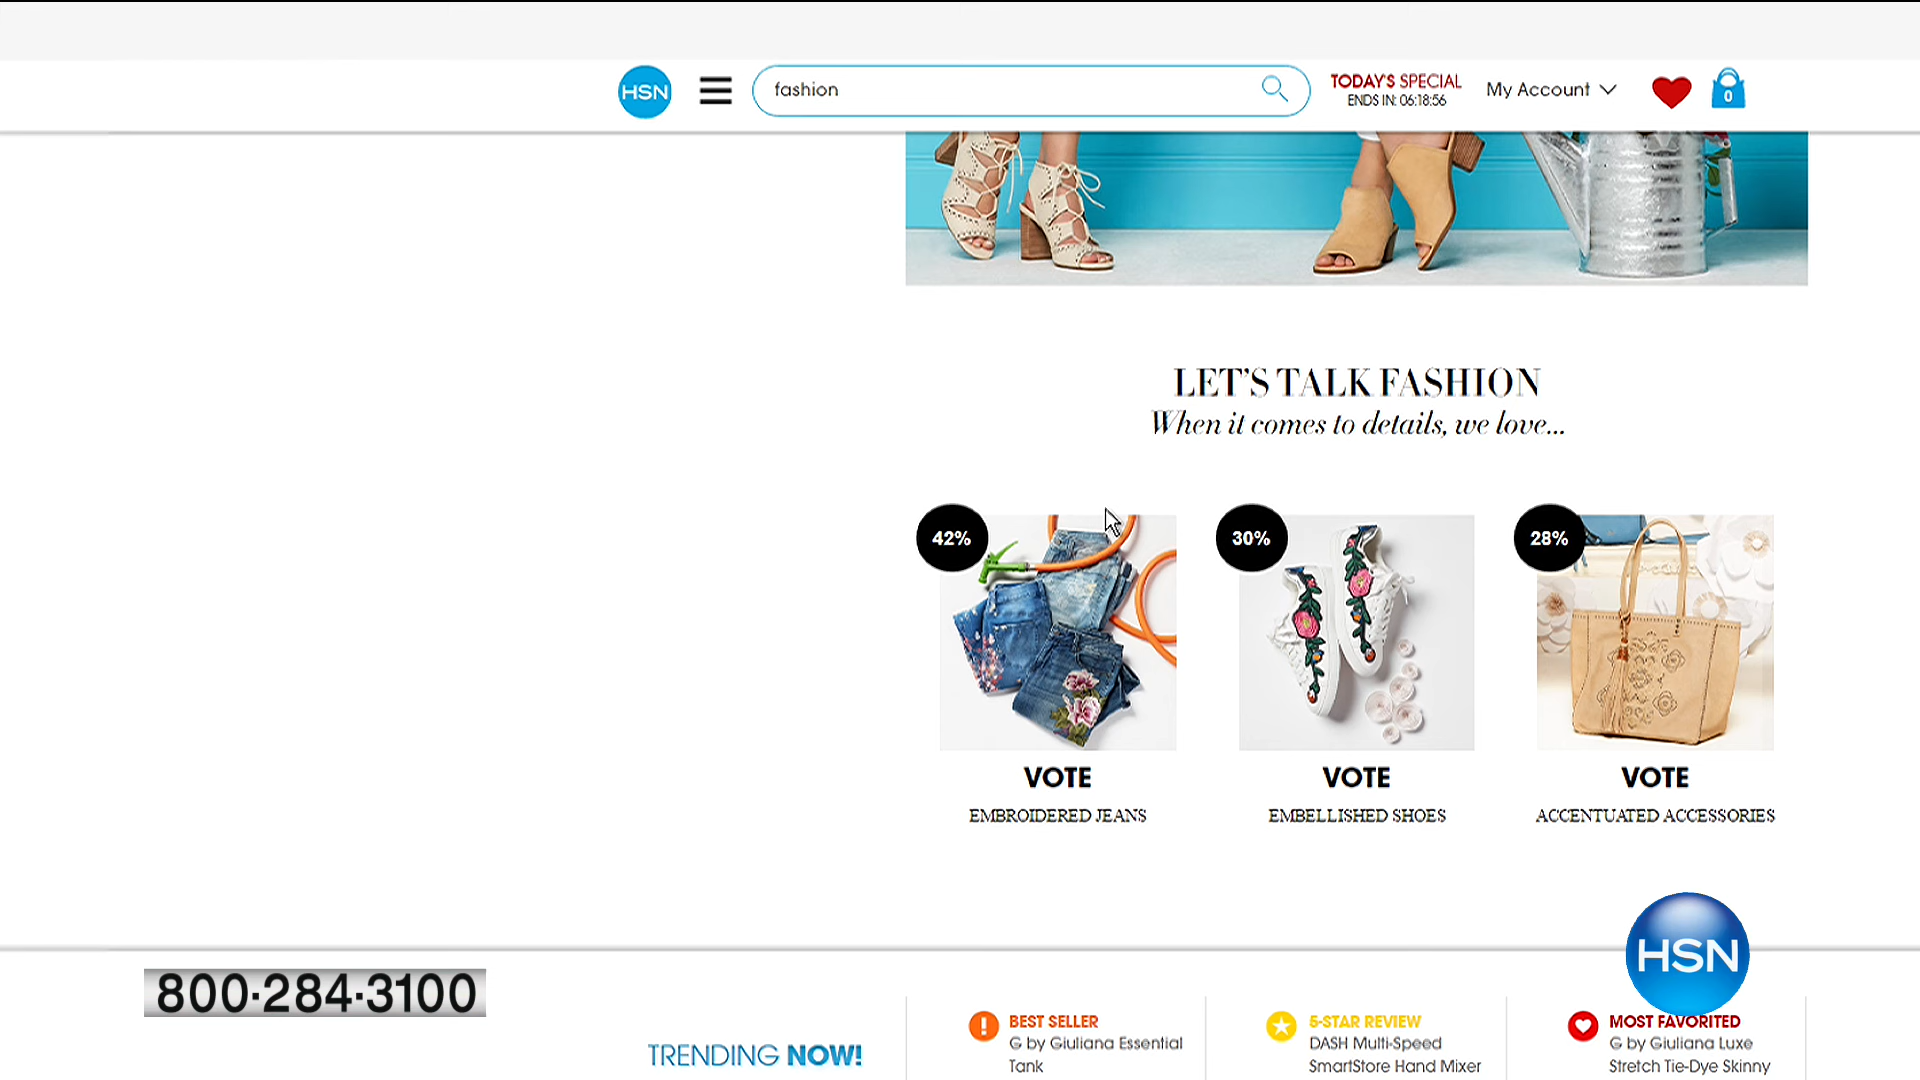 HSN
fashion
TODAY'S SPECIAL
ENDS IN: 06:18:56
My Account
0
LET'S TALK FASHION
When it comes to details, we love...
42%
30%
28%
VOTE
EMBROIDERED JEANS
VOTE
EMBELLISHED SHOES
VOTE
ACCENTUATED ACCESSORIES
HSN
800·284·3100
TRENDING NOW!
BEST SELLER
G by Giuliana Essential
Tank
5-STAR REVIEW
DASH Multi-Speed
SmartStore Hand Mixer
MOST FAVORITED
G by Giuliana Luxe
Stretch Tie-Dye Skinny